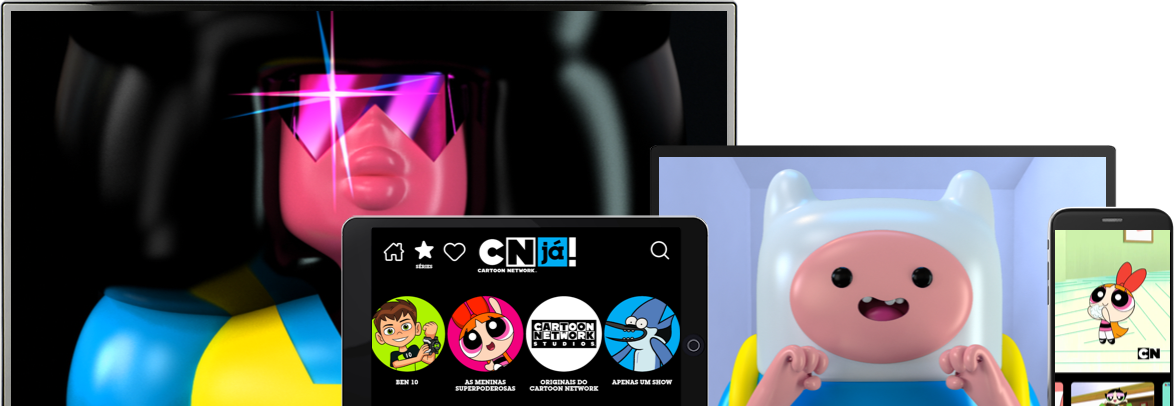 CN já!
CARTOON NETWORK
SÉRIES
BEN 10
AS MENINAS
SUPERPODEROSAS
CARTOON
NETWORK
STUDIOS
ORIGINAIS DO
CARTOON NETWORK
APENAS UM SHOW
10
CN